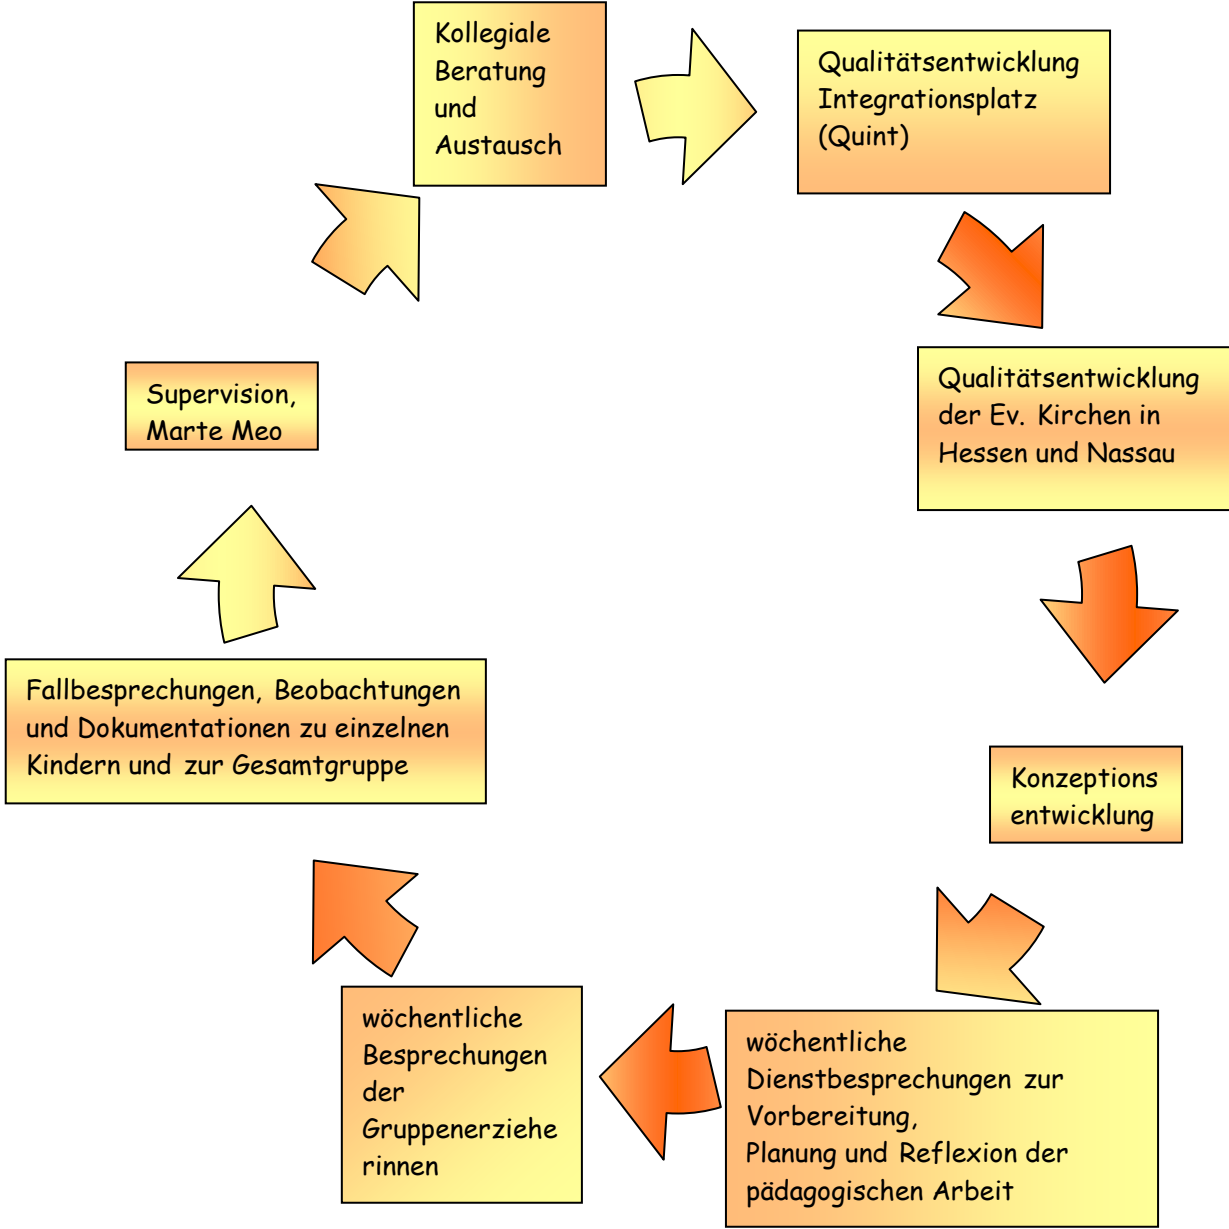 Kollegiale
Beratung
und
Austausch
Qualitätsentwicklung
Integrationsplatz
(Quint)
Qualitätsentwicklung
der Ev. Kirchen in
Hessen und Nassau
Konzeptions
entwicklung
wöchentliche
Dienstbesprechungen zur
Vorbereitung,
Planung und Reflexion der
pädagogischen Arbeit
wöchentliche
Besprechungen
der
Gruppenerziehe
rinnen
Fallbesprechungen, Beobachtungen
und Dokumentationen zu einzelnen
Kindern und zur Gesamtgruppe
Supervision,
Marte Meo